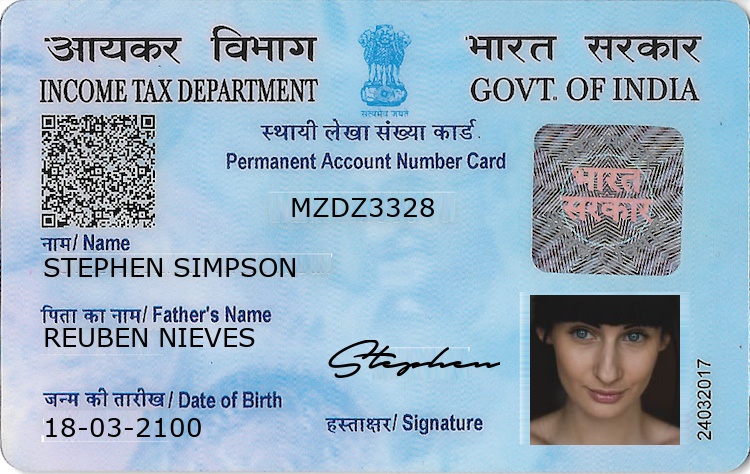 आयकर विभाग
INCOME TAX DEPARTMENT
भारत सरकार
GOVT. OF INDIA
सत्यमेव जयते
स्थायी लेखा संख्या कार्ड
Permanent Account Number Card
MZDZ3328
भारत
सरकार
नाम/ Name
STEPHEN SIMPSON
पिता का नाम/ Father's Name
REUBEN NIEVES
Stephen
जन्म की तारीख/ Date of Birth
18-03-2100
हस्ताक्षर/ Signature
24032017